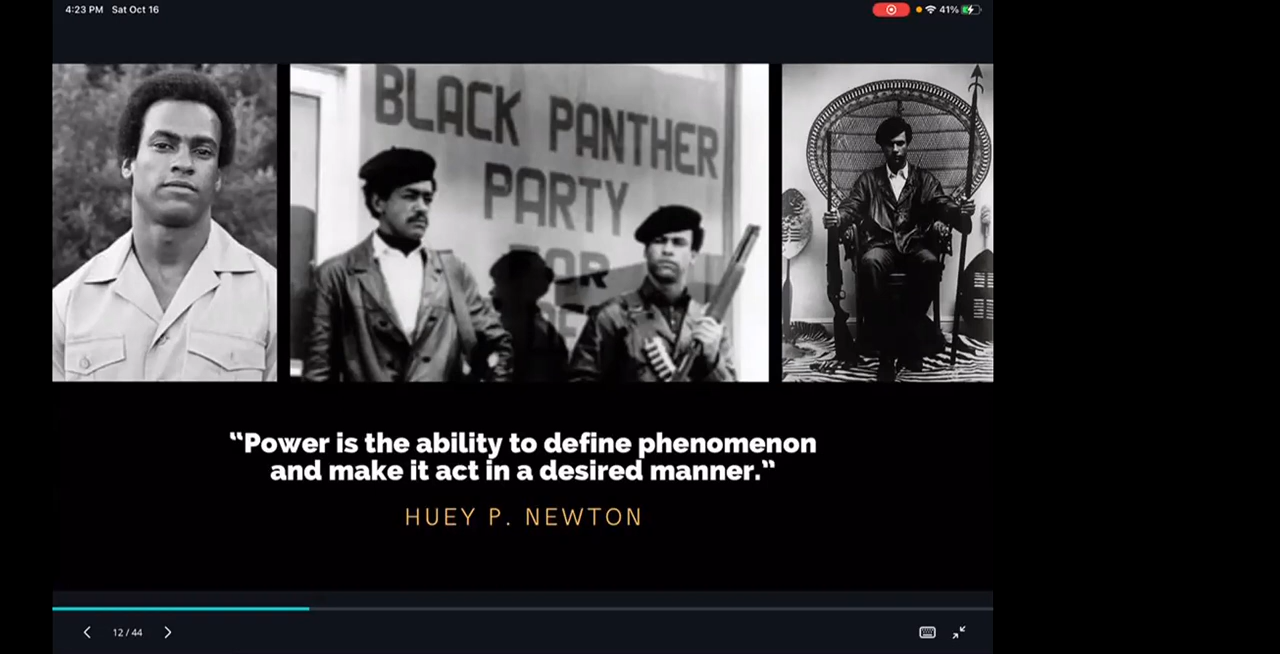 4:23 PM Sat Oct 16
41%
BLACK PANTHER
PARTY
FOR
“Power is the ability to define phenomenon
and make it act in a desired manner.”
HUEY P. NEWTON
12 / 44